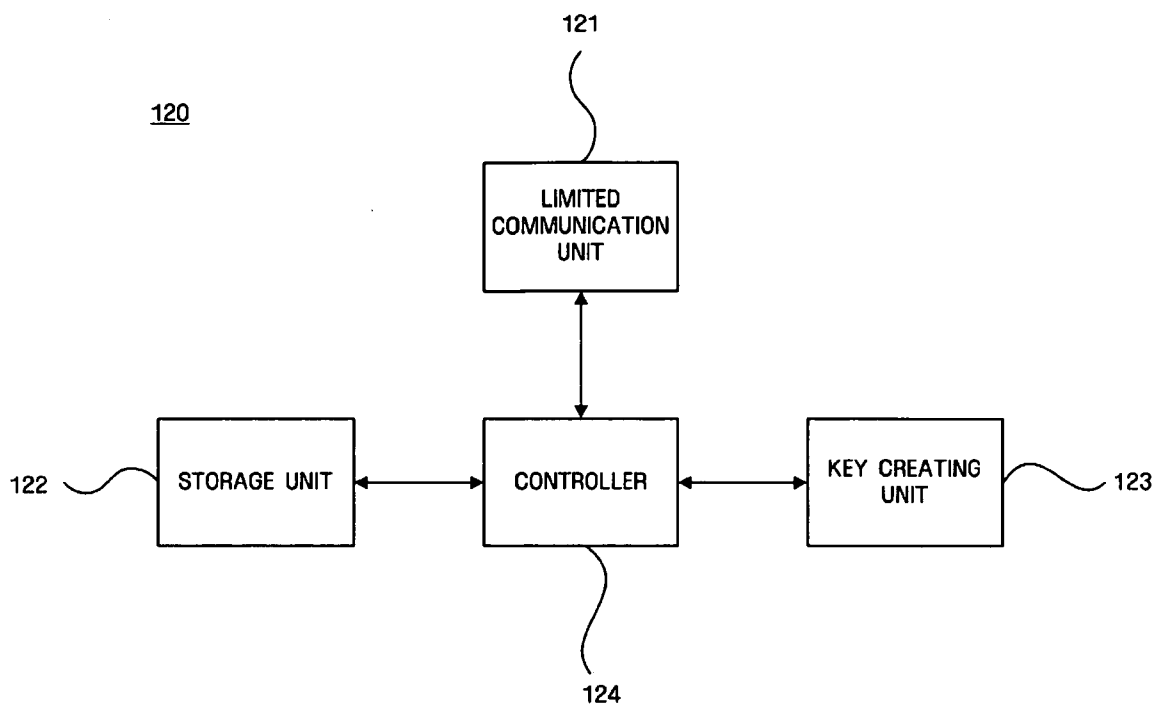 121
120
LIMITED
COMMUNICATION
UNIT
122
STORAGE UNIT
CONTROLLER
KEY CREATING
UNIT
123
124